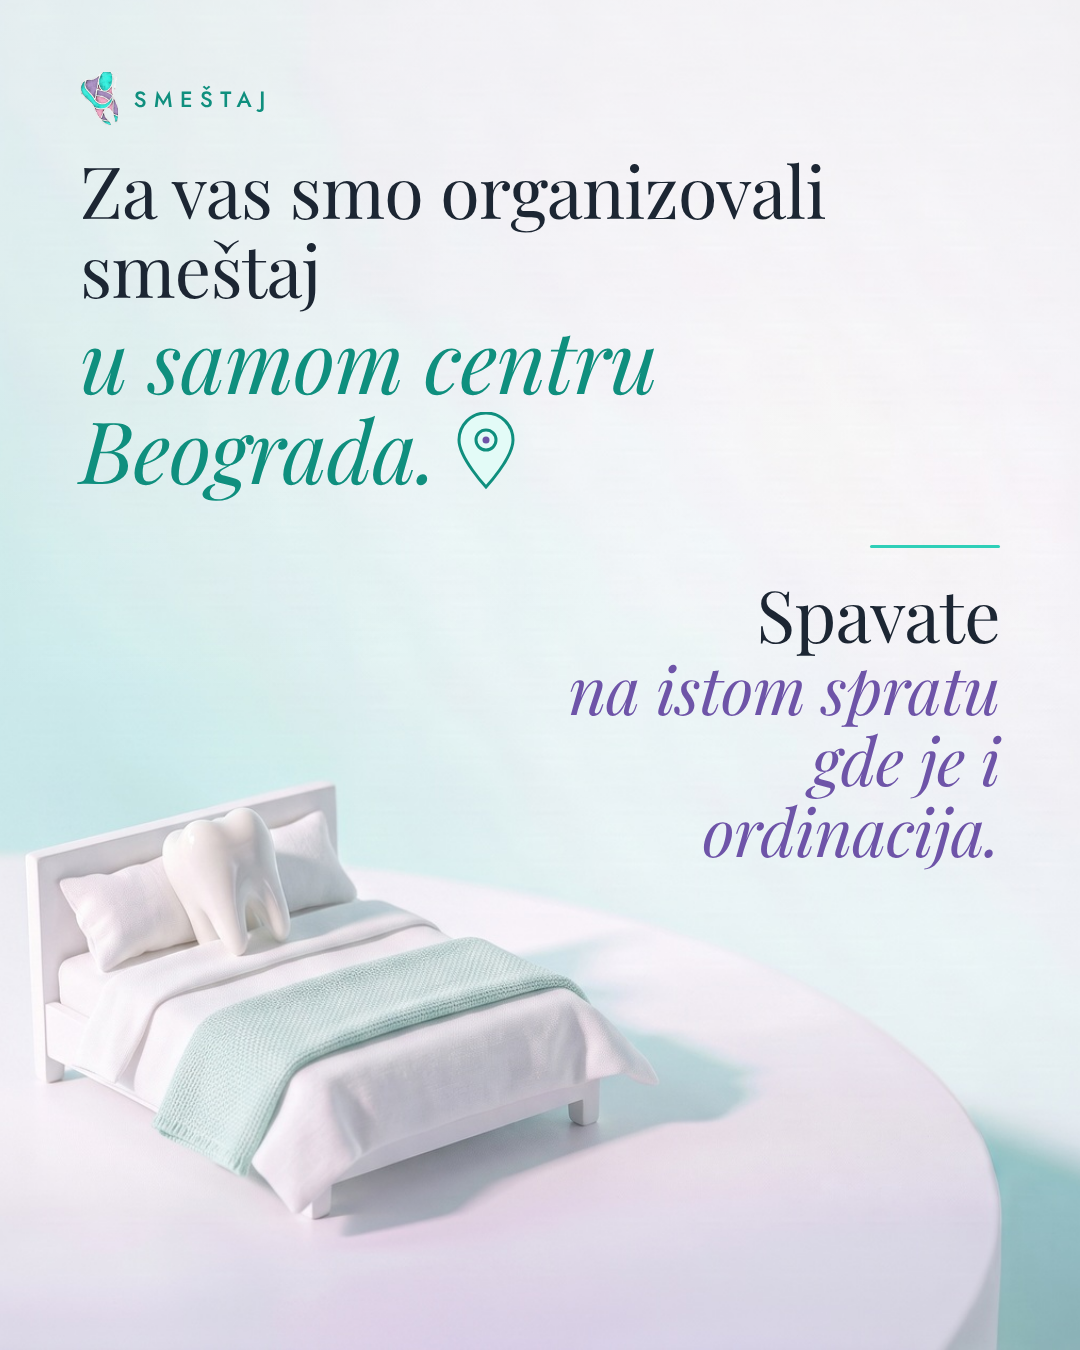 SMEŠTAJ
Za vas smo organizovali
smeštaj
u samom centru
Beograda.
Spavate
na istom spratu
gde je i
ordinacija.